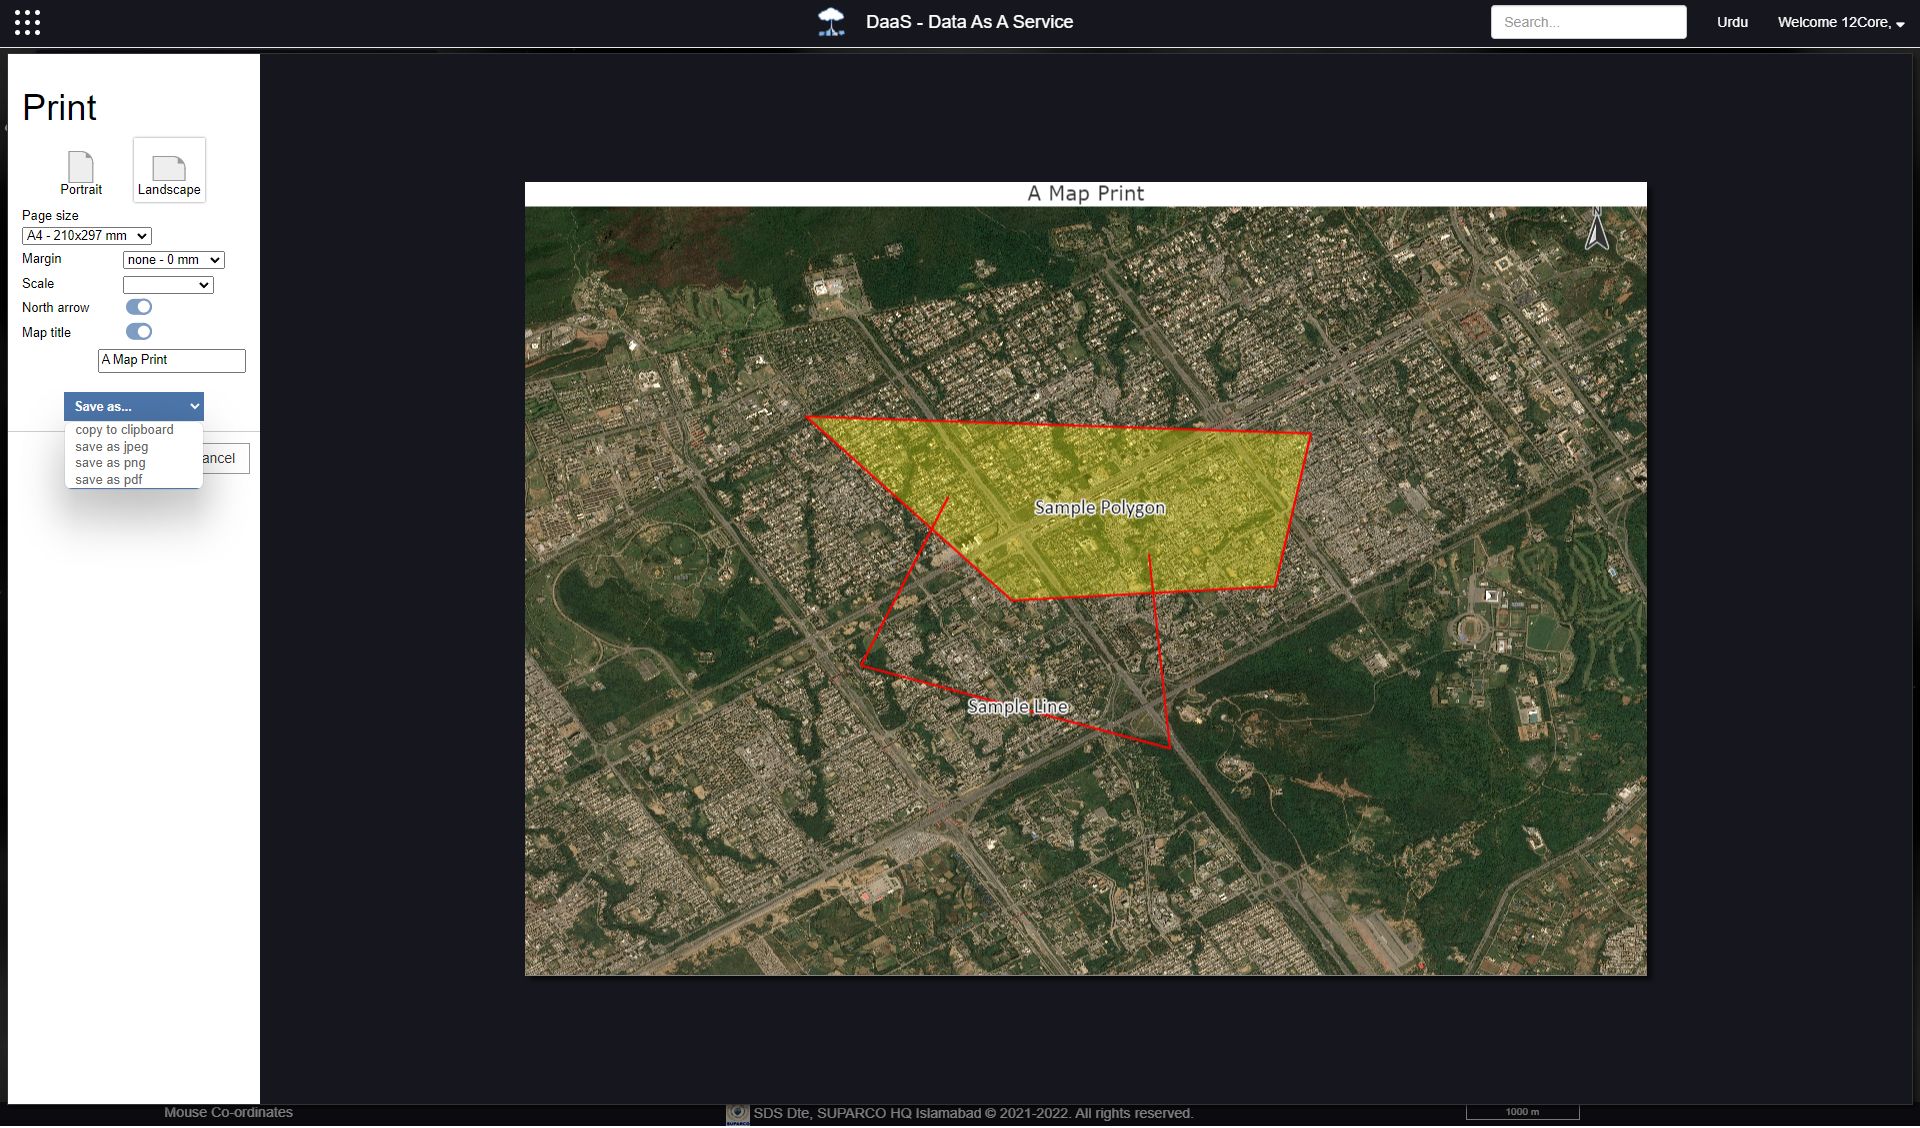 DaaS - Data As A Service
Search...
Urdu
Welcome 12Core,
Print
Portrait
Landscape
Page size
A4 - 210x297 mm
Margin
none - 0 mm
Scale
North arrow
Map title
A Map Print
Save as...
copy to clipboard
save as jpeg
save as png
save as pdf
ancel
A Map Print
N
Sample Polygon
Sample Line
Mouse Co-ordinates
SUPARCO
SDS Dte, SUPARCO HQ Islamabad © 2021-2022. All rights reserved.
1000 m